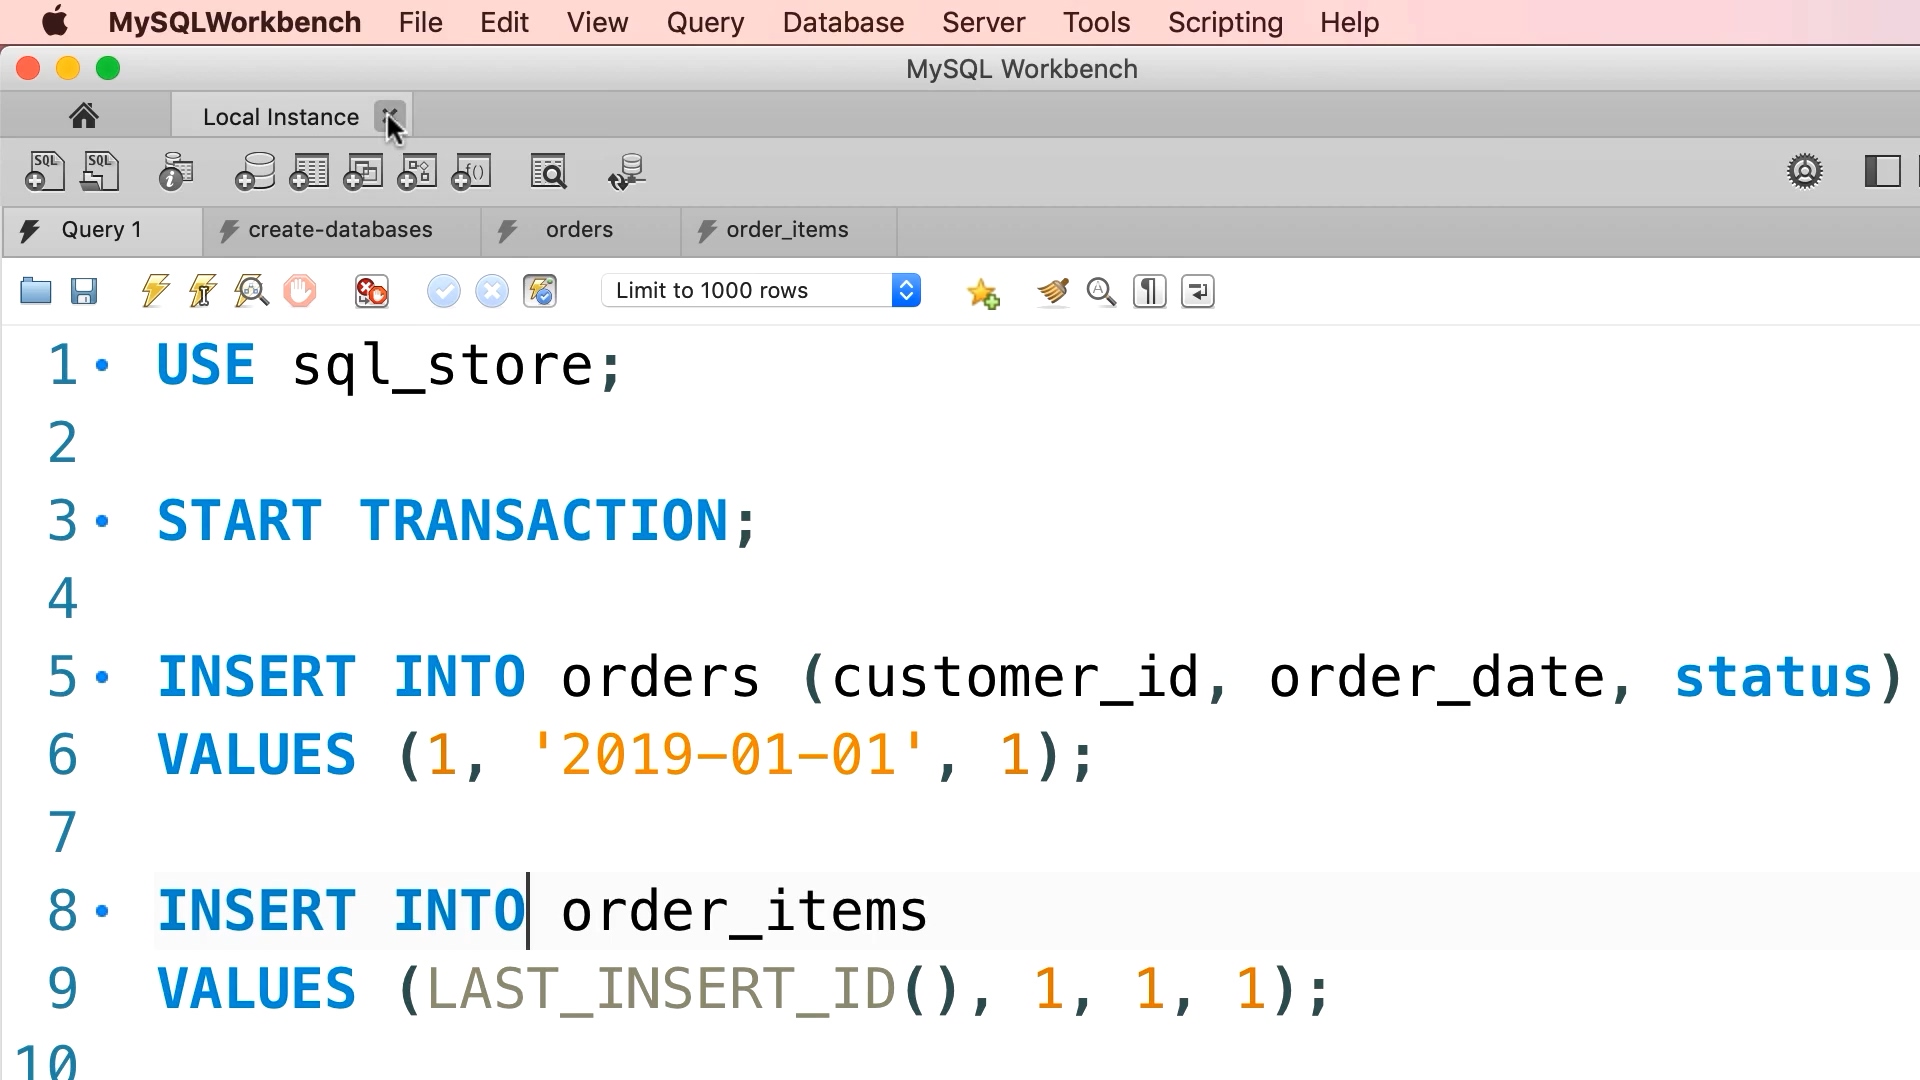 MySQLWorkbench File Edit View Query Database Server Tools Scripting Help
MySQL Workbench
Local Instance
SQL SQL f()
Query 1 create-databases orders order_items
Limit to 1000 rows
1 USE sql_store;
2
3 START TRANSACTION;
4
5 INSERT INTO orders (customer_id, order_date, status)
6 VALUES (1, '2019-01-01', 1);
7
8 INSERT INTO order_items
9 VALUES (LAST_INSERT_ID(), 1, 1, 1);
10